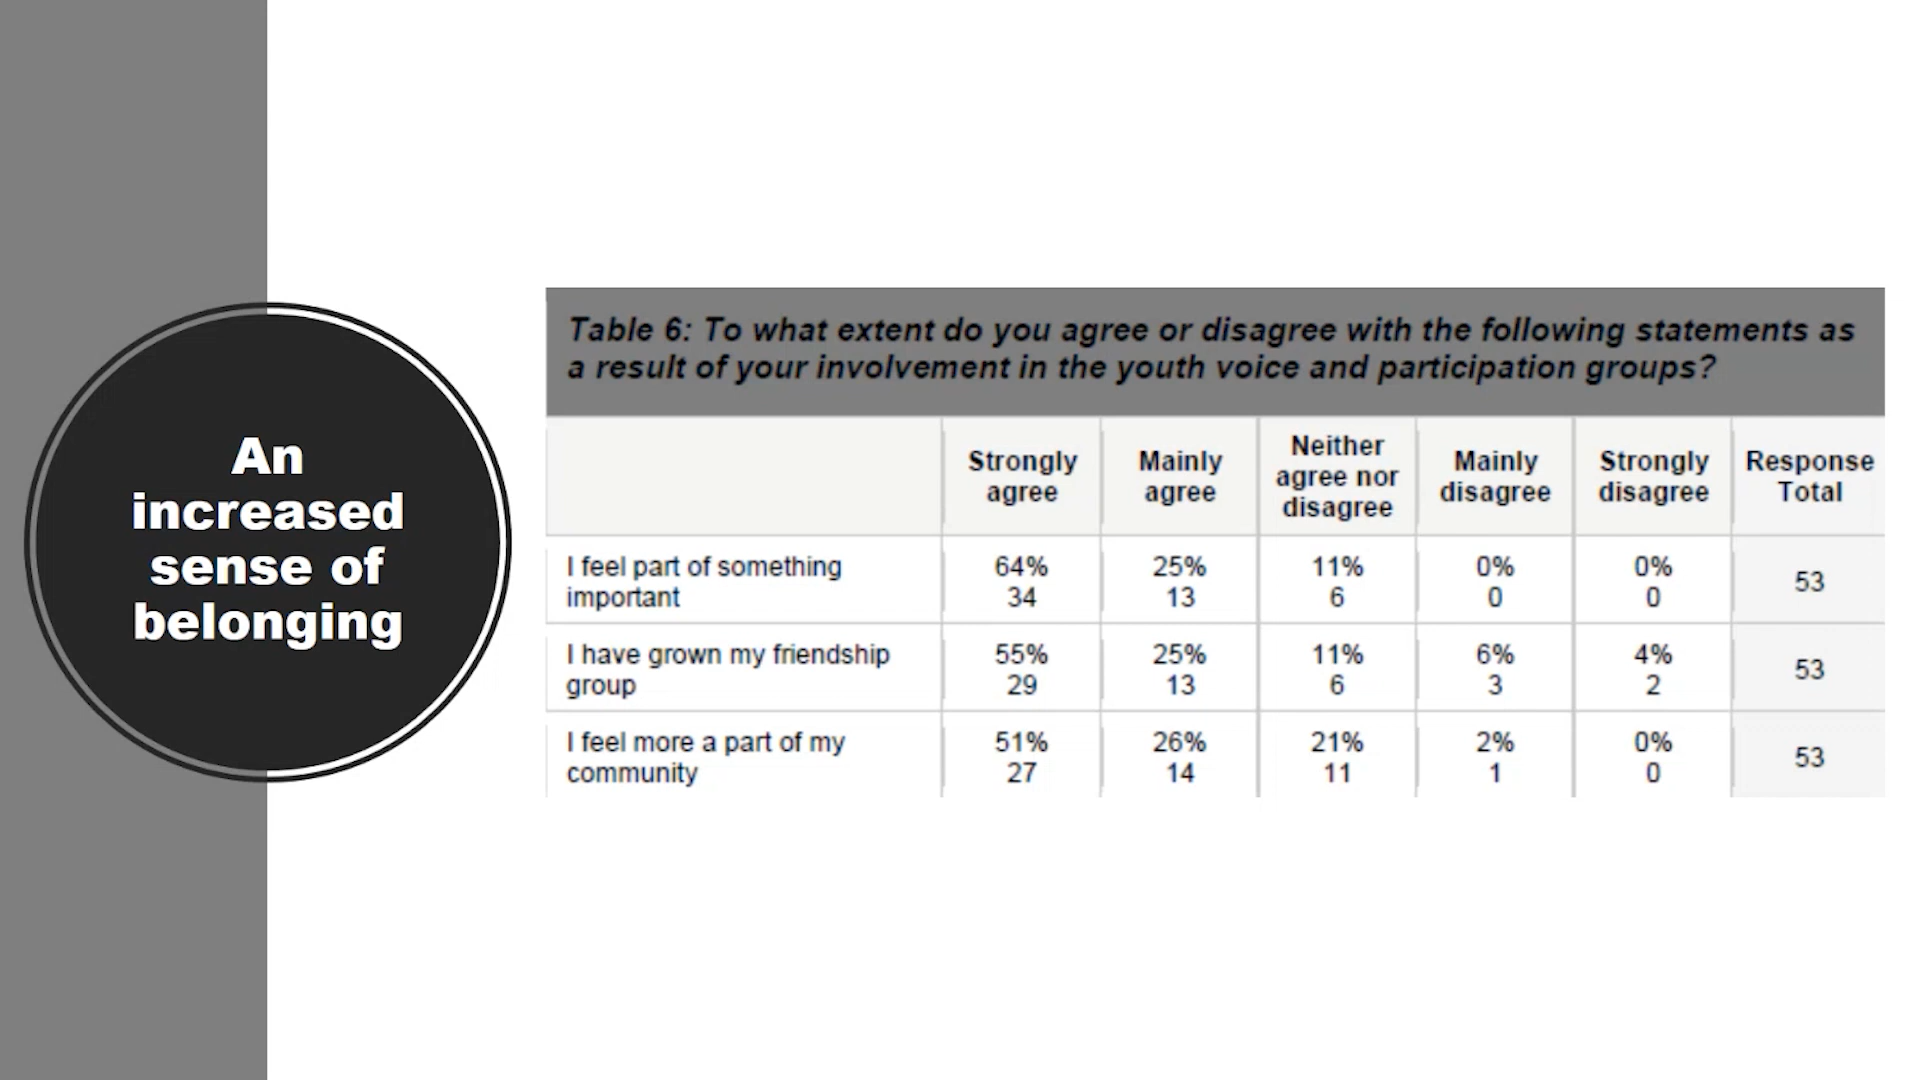 An
increased
sense of
belonging
Table 6: To what extent do you agree or disagree with the following statements as
a result of your involvement in the youth voice and participation groups?
Strongly agree Mainly agree Neither agree nor disagree Mainly disagree Strongly disagree Response Total
I feel part of something important 64% 34 25% 13 11% 6 0% 0 0% 0 53
I have grown my friendship group 55% 29 25% 13 11% 6 6% 3 4% 2 53
I feel more a part of my community 51% 27 26% 14 21% 11 2% 1 0% 0 53